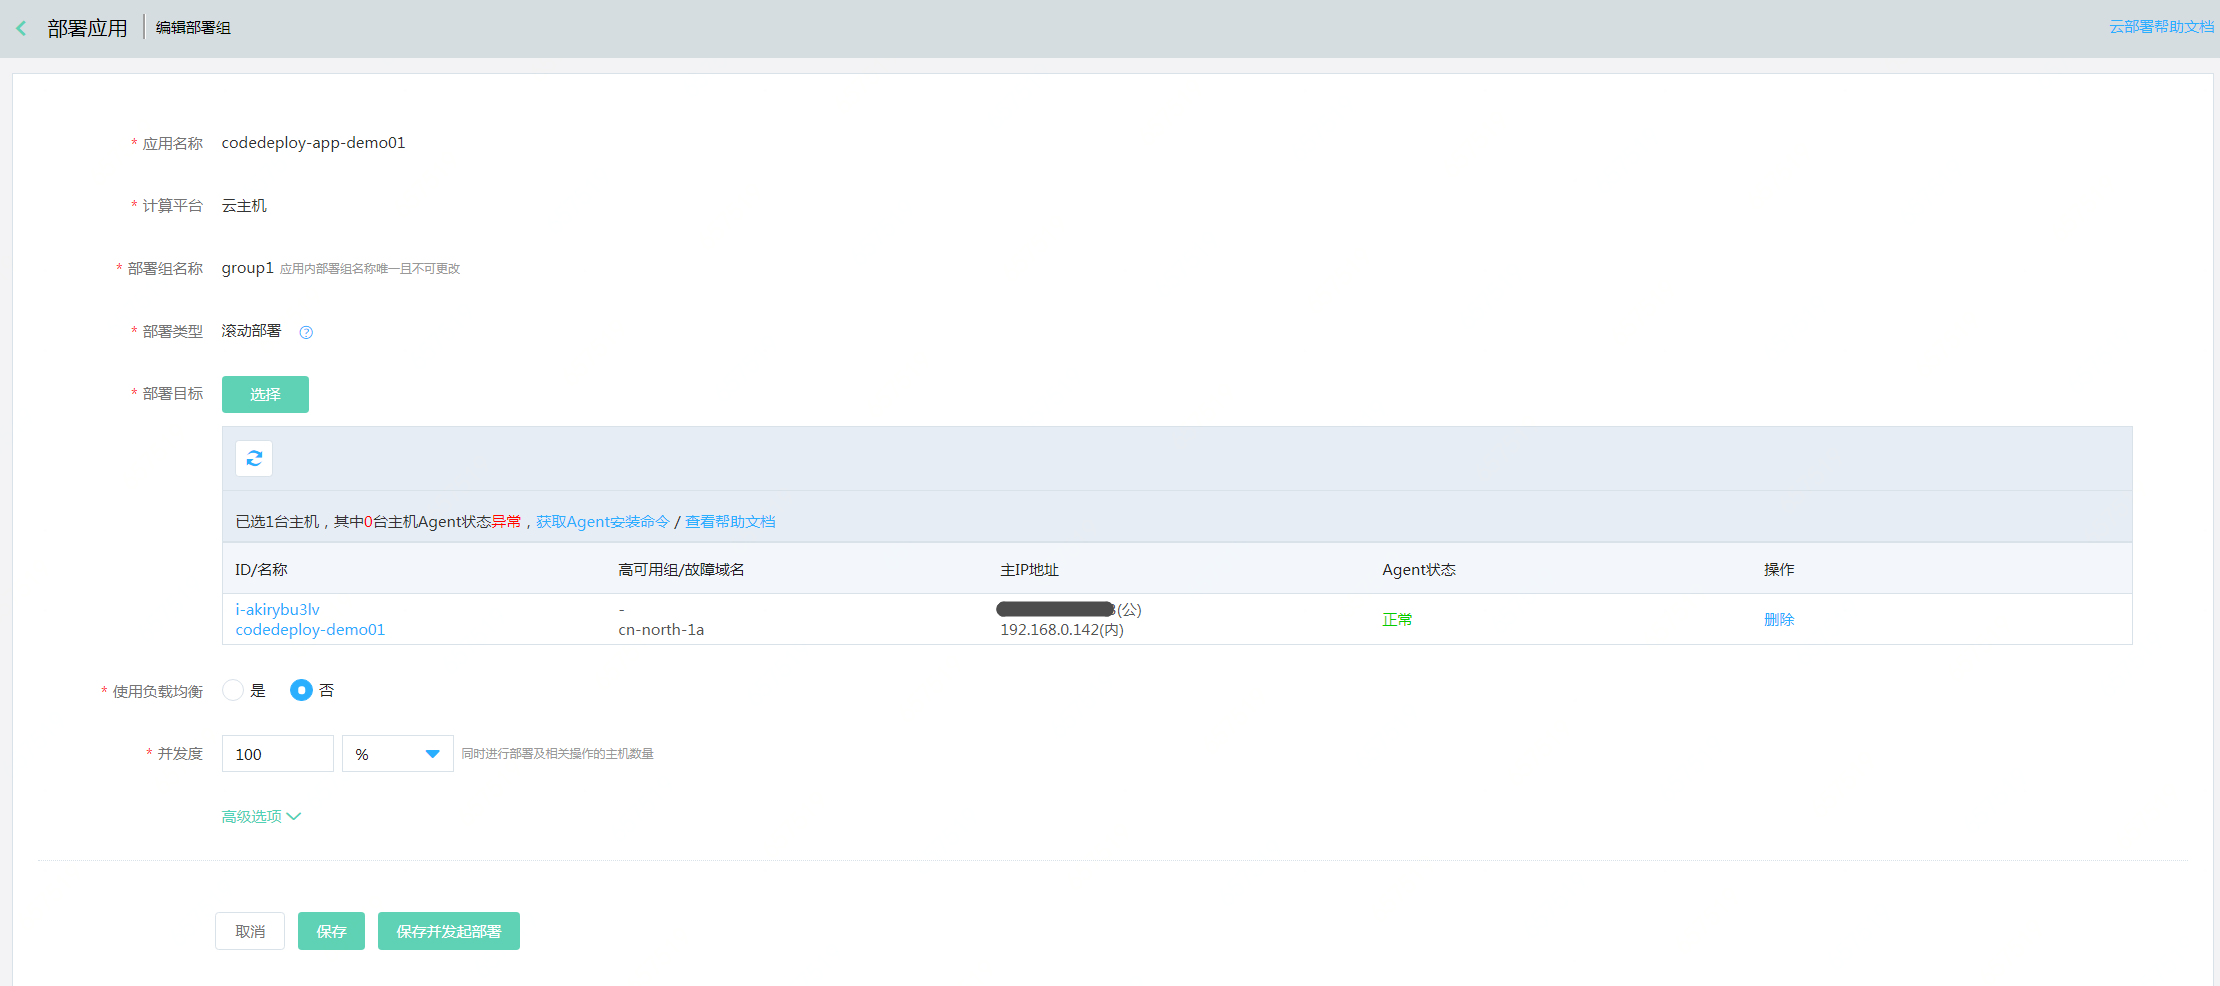 部署应用 编辑部署组 云部署帮助文档
* 应用名称 codedeploy-app-demo01
* 计算平台 云主机
* 部署组名称 group1 应用内部署组名称唯一且不可更改
* 部署类型 滚动部署 ?
* 部署目标 选择
已选1台主机，其中0台主机Agent状态异常，获取Agent安装命令 / 查看帮助文档
ID/名称 高可用组/故障域名 主IP地址 Agent状态 操作
i-akirybu3lv - (公)
codedeploy-demo01 cn-north-1a 192.168.0.142(内) 正常 删除
* 使用负载均衡 是 否
* 并发度 100 % 同时进行部署及相关操作的主机数量
高级选项
取消 保存 保存并发起部署